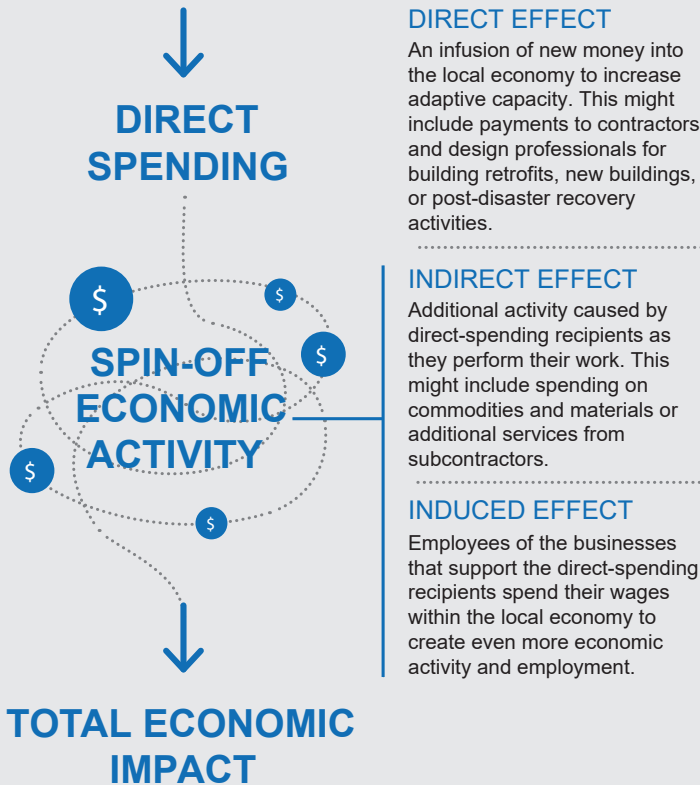 DIRECT
SPENDING
$
$
$
SPIN-OFF
ECONOMIC
ACTIVITY
$
$
TOTAL ECONOMIC
IMPACT
DIRECT EFFECT
An infusion of new money into
the local economy to increase
adaptive capacity. This might
include payments to contractors
and design professionals for
building retrofits, new buildings,
or post-disaster recovery
activities.
INDIRECT EFFECT
Additional activity caused by
direct-spending recipients as
they perform their work. This
might include spending on
commodities and materials or
additional services from
subcontractors.
INDUCED EFFECT
Employees of the businesses
that support the direct-spending
recipients spend their wages
within the local economy to
create even more economic
activity and employment.